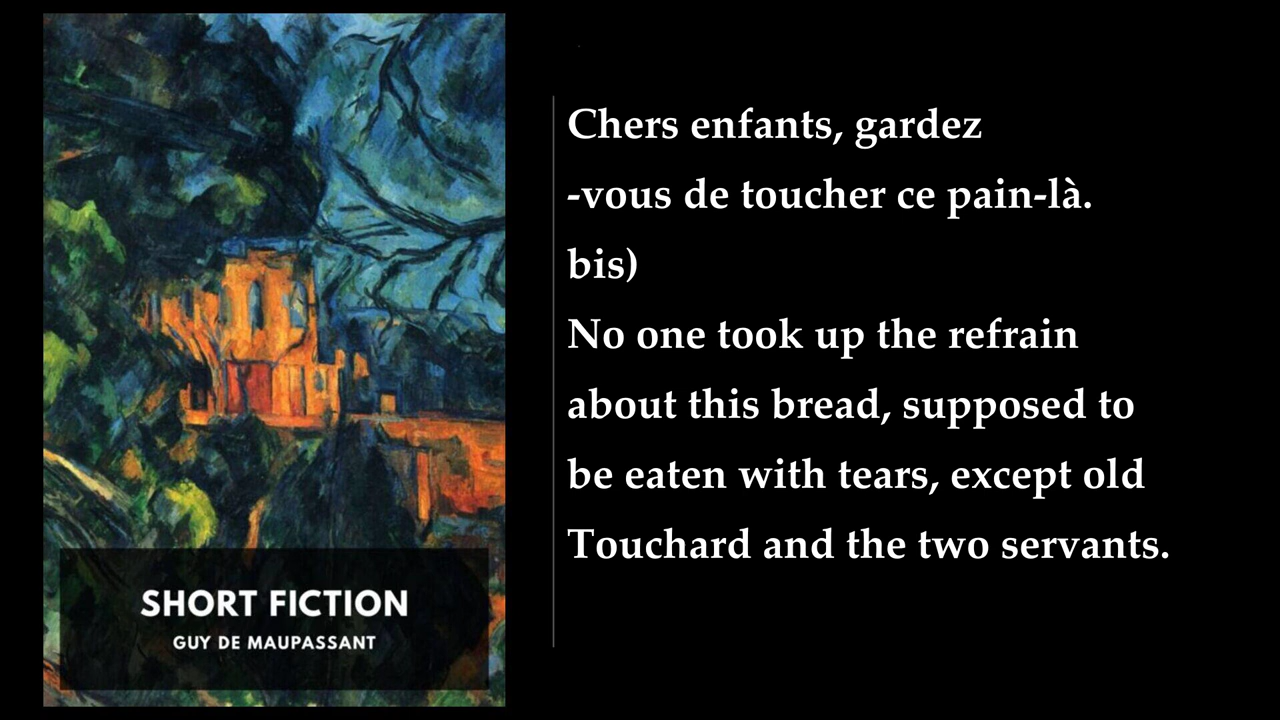 SHORT FICTION
GUY DE MAUPASSANT
Chers enfants, gardez
-vous de toucher ce pain-là.
bis)
No one took up the refrain
about this bread, supposed to
be eaten with tears, except old
Touchard and the two servants.